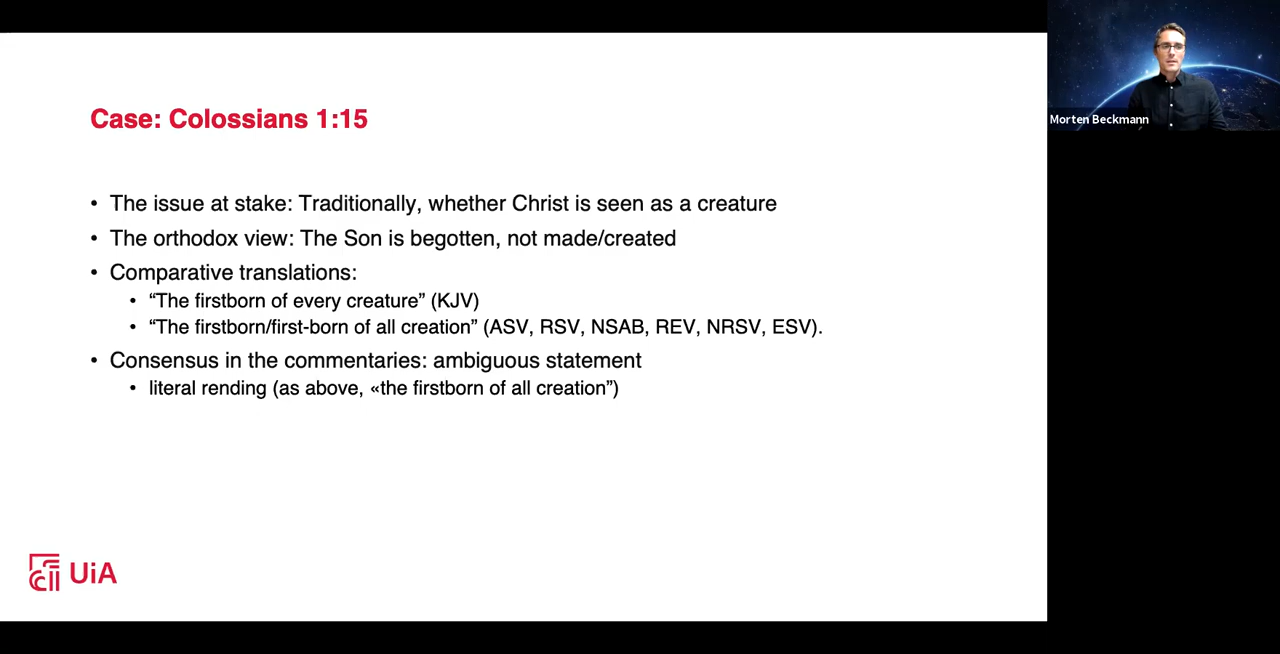 Case: Colossians 1:15
• The issue at stake: Traditionally, whether Christ is seen as a creature
• The orthodox view: The Son is begotten, not made/created
• Comparative translations:
• “The firstborn of every creature” (KJV)
• “The firstborn/first-born of all creation” (ASV, RSV, NSAB, REV, NRSV, ESV).
• Consensus in the commentaries: ambiguous statement
• literal rending (as above, «the firstborn of all creation”)
UiA
Morten Beckmann